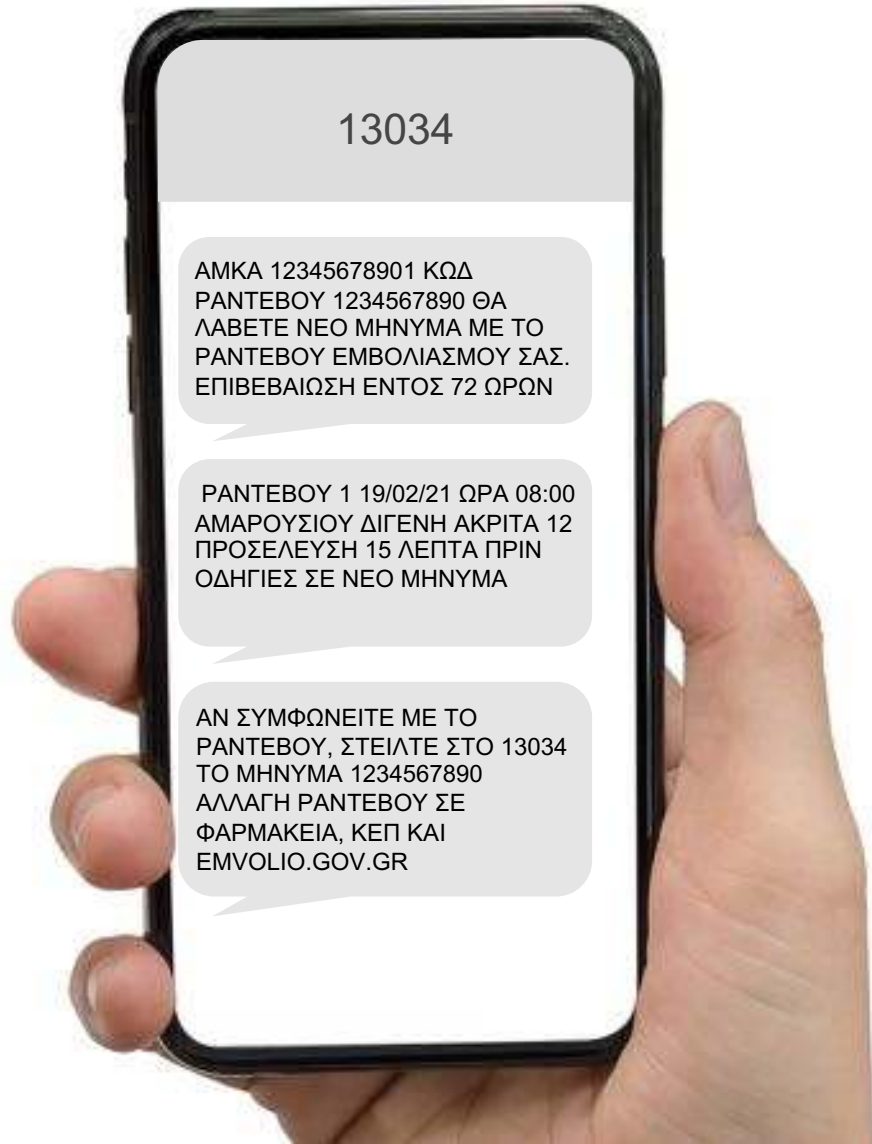 13034
ΑΜΚΑ 12345678901 ΚΩΔ
ΡΑΝΤΕΒΟΥ 1234567890 ΘΑ
ΛΑΒΕΤΕ ΝΕΟ ΜΗΝΥΜΑ ΜΕ ΤΟ
ΡΑΝΤΕΒΟΥ ΕΜΒΟΛΙΑΣΜΟΥ ΣΑΣ.
ΕΠΙΒΕΒΑΙΩΣΗ ΕΝΤΟΣ 72 ΩΡΩΝ
ΡΑΝΤΕΒΟΥ 1 19/02/21 ΩΡΑ 08:00
ΑΜΑΡΟΥΣΙΟΥ ΔΙΓΕΝΗ ΑΚΡΙΤΑ 12
ΠΡΟΣΕΛΕΥΣΗ 15 ΛΕΠΤΑ ΠΡΙΝ
ΟΔΗΓΙΕΣ ΣΕ ΝΕΟ ΜΗΝΥΜΑ
ΑΝ ΣΥΜΦΩΝΕΙΤΕ ΜΕ ΤΟ
ΡΑΝΤΕΒΟΥ, ΣΤΕΙΛΤΕ ΣΤΟ 13034
ΤΟ ΜΗΝΥΜΑ 1234567890
ΑΛΛΑΓΗ ΡΑΝΤΕΒΟΥ ΣΕ
ΦΑΡΜΑΚΕΙΑ, ΚΕΠ ΚΑΙ
EMVOLIO.GOV.GR